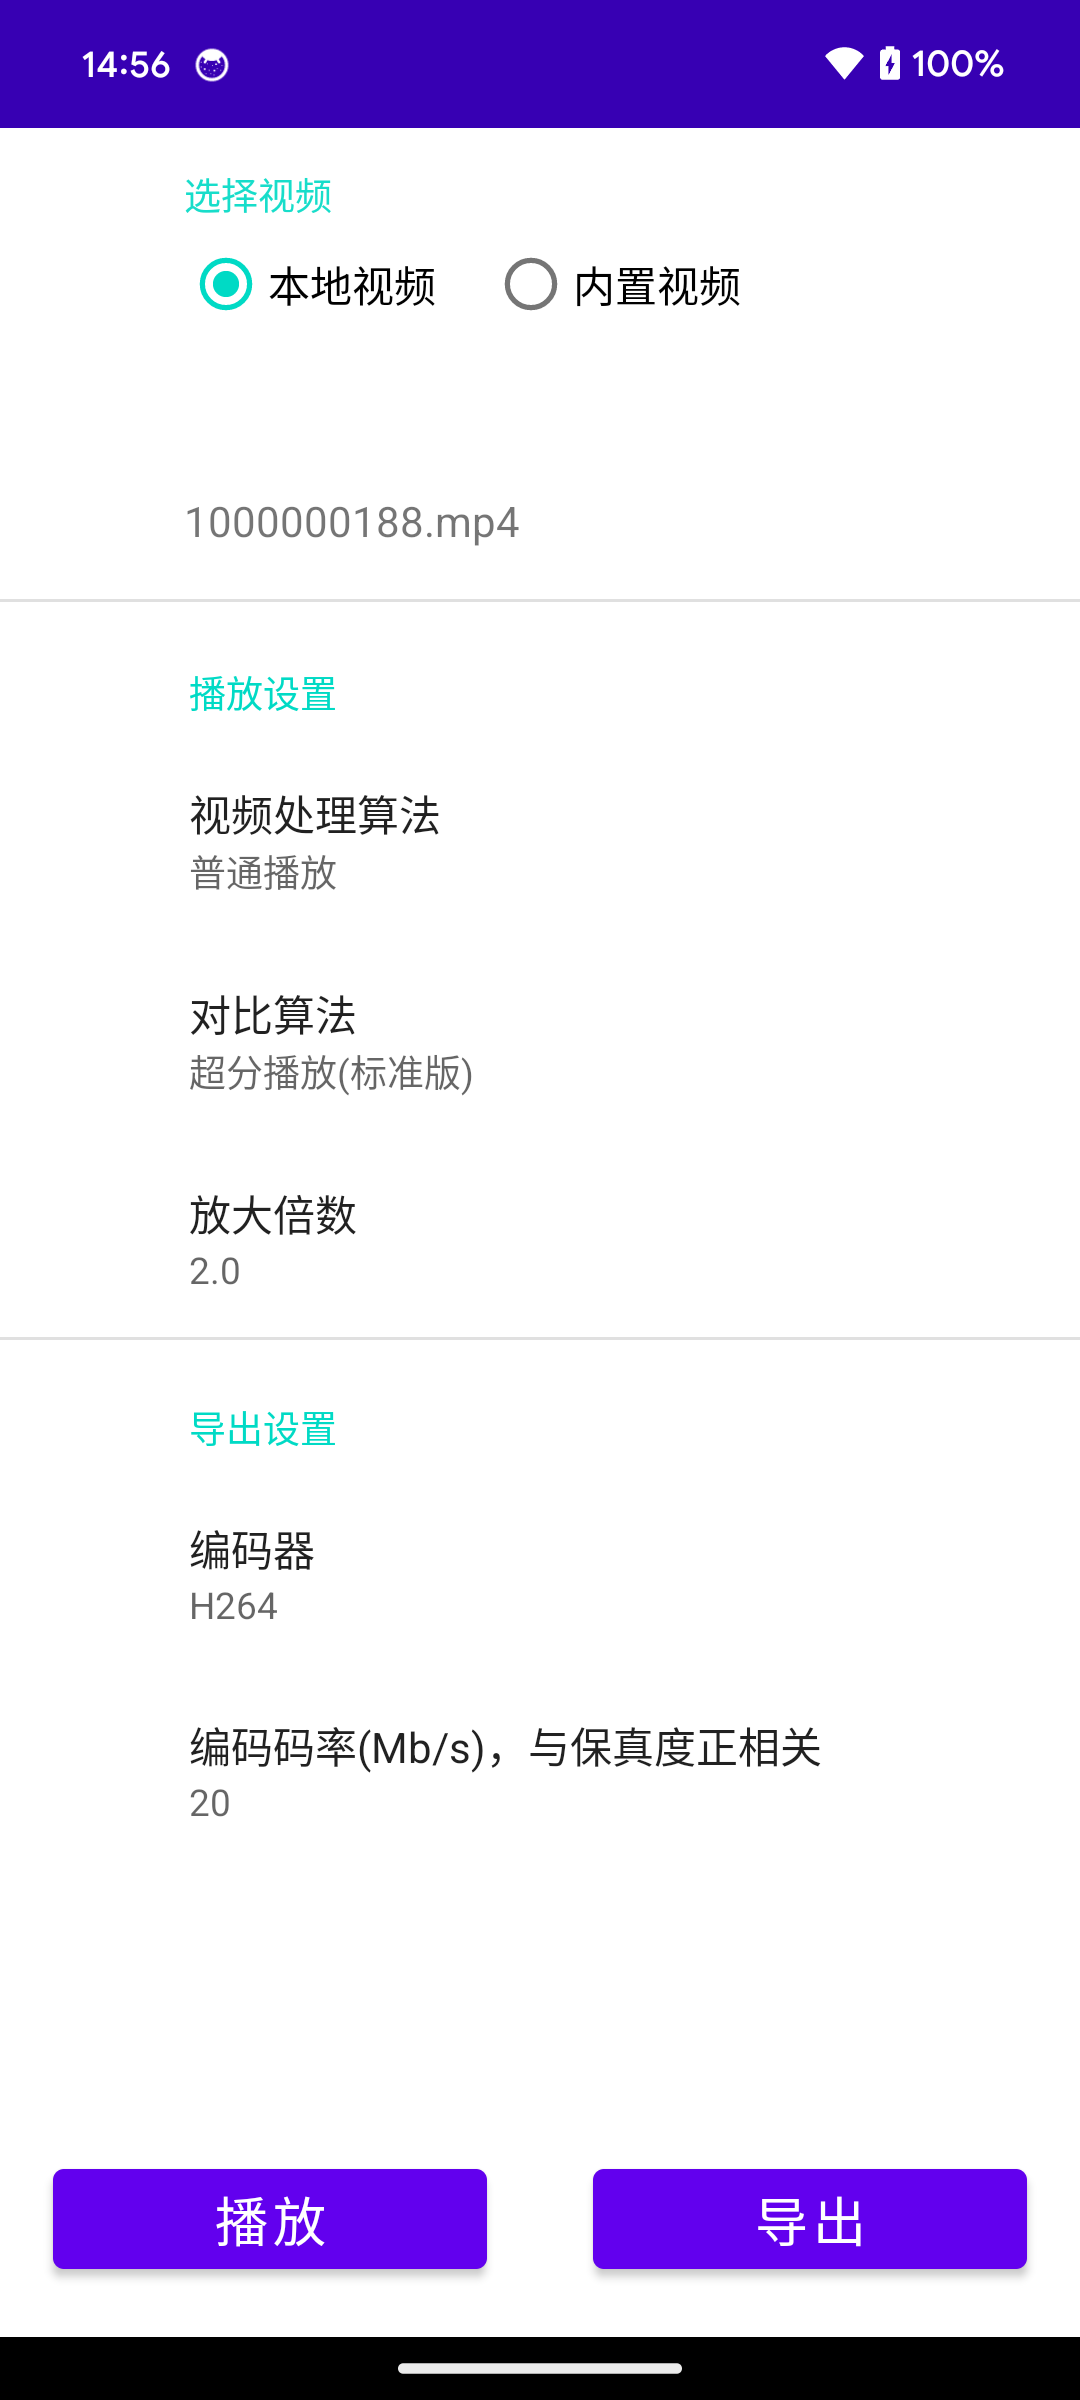 14:56
100%
选择视频
本地视频
内置视频
1000000188.mp4
播放设置
视频处理算法
普通播放
对比算法
超分播放(标准版)
放大倍数
2.0
导出设置
编码器
H264
编码码率(Mb/s)，与保真度正相关
20
播放
导出